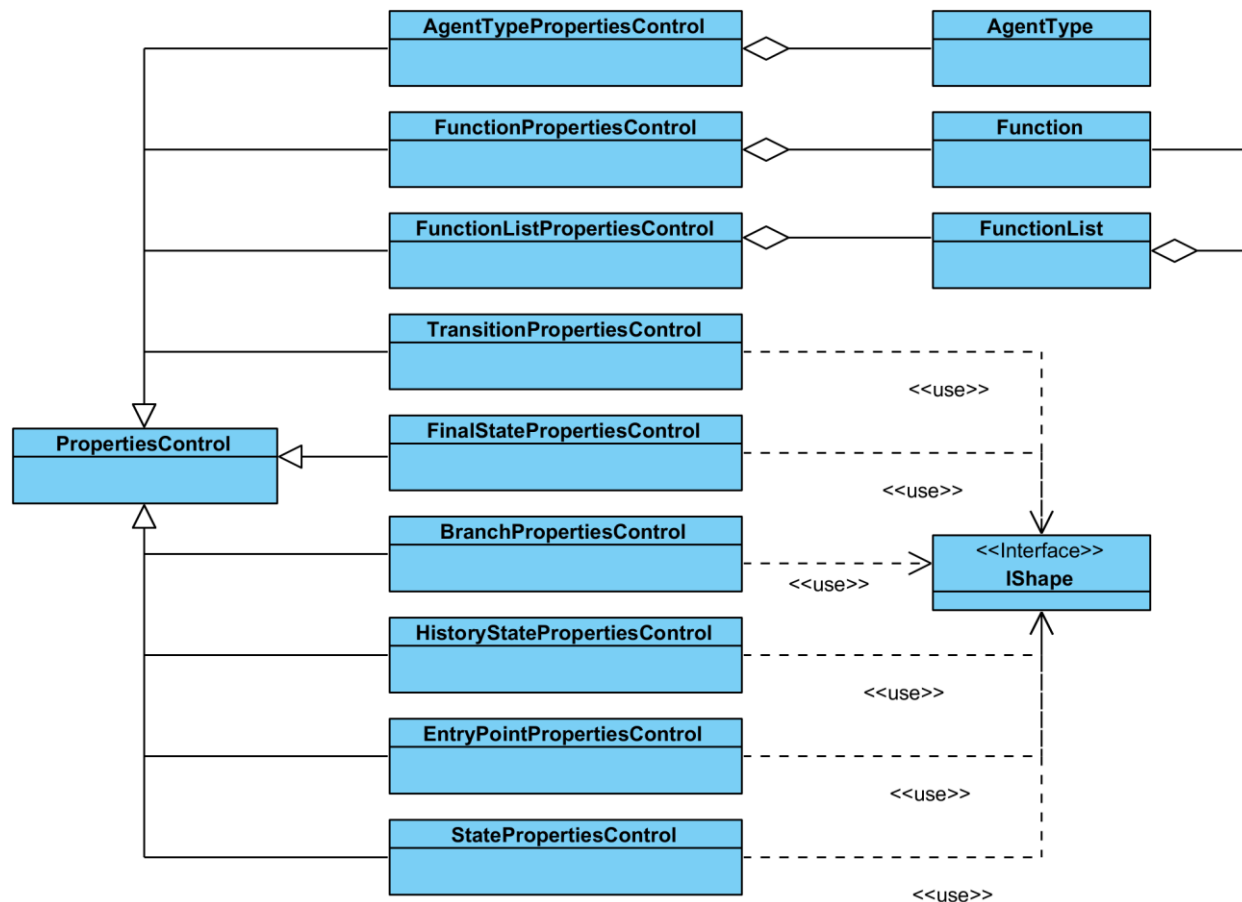 AgentTypePropertiesControl
AgentType
FunctionPropertiesControl
Function
FunctionListPropertiesControl
FunctionList
TransitionPropertiesControl
<<use>>
PropertiesControl
FinalStatePropertiesControl
<<use>>
BranchPropertiesControl
<<use>>
<<Interface>>
IShape
HistoryStatePropertiesControl
<<use>>
EntryPointPropertiesControl
<<use>>
StatePropertiesControl
<<use>>